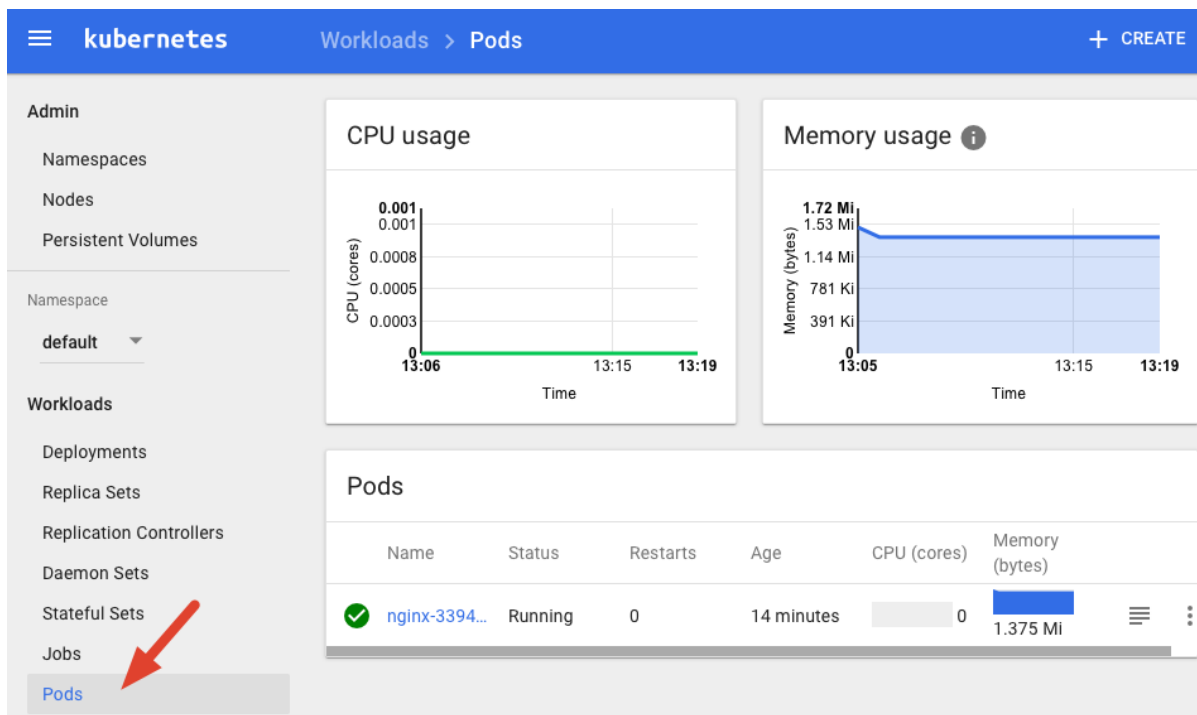 kubernetes
Workloads > Pods
+ CREATE
Admin
Namespaces
Nodes
Persistent Volumes
Namespace
default
Workloads
Deployments
Replica Sets
Replication Controllers
Daemon Sets
Stateful Sets
Jobs
Pods
CPU usage
CPU (cores)
0.001
0.001
0.0008
0.0005
0.0003
0
13:06 13:15 13:19
Time
Memory usage i
Memory (bytes)
1.72 Mi
1.53 Mi
1.14 Mi
781 Ki
391 Ki
0
13:05 13:15 13:19
Time
Pods
Name Status Restarts Age CPU (cores) Memory
(bytes)
nginx-3394... Running 0 14 minutes 0
1.375 Mi